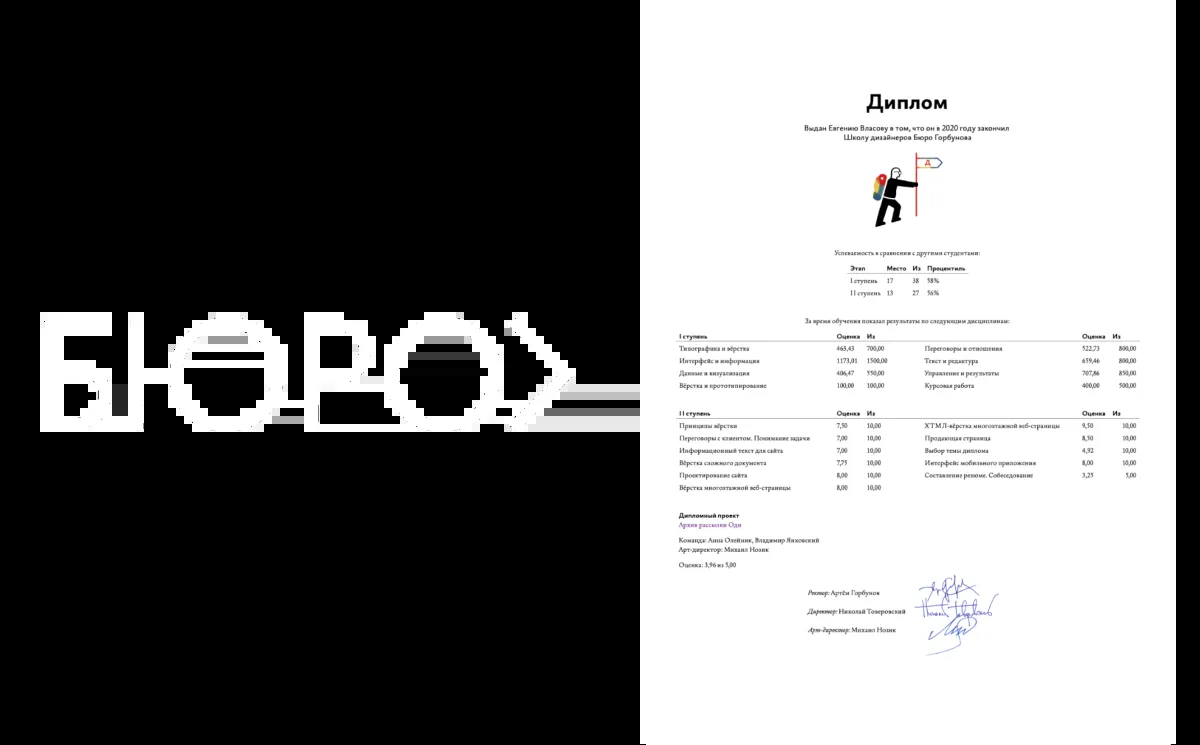 БЮРО
Диплом
Выдан Евгению Власову в том, что он в 2020 году закончил
Школу дизайнеров Бюро Горбунова
Д
Успеваемость в сравнении с другими студентами:
Этап Место Из Процентиль
I ступень 17 38 58%
II ступень 13 27 56%
За время обучения показал результаты по следующим дисциплинам:
I ступень Оценка Из Оценка Из
Типографика и вёрстка 463,43 700,00 Переговоры и отношения 522,73 800,00
Интерфейс и информация 1173,01 1500,00 Текст и редактура 659,46 800,00
Данные и визуализация 406,47 550,00 Управление и результаты 707,86 850,00
Вёрстка и прототипирование 100,00 100,00 Курсовая работа 400,00 500,00
II ступень Оценка Из Оценка Из
Принципы вёрстки 7,50 10,00 ХТМЛ-вёрстка многоэтажной веб-страницы 9,50 10,00
Переговоры с клиентом. Понимание задачи 7,00 10,00 Продающая страница 8,50 10,00
Информационный текст для сайта 7,00 10,00 Выбор темы диплома 4,92 10,00
Вёрстка сложного документа 7,75 10,00 Интерфейс мобильного приложения 8,00 10,00
Проектирование сайта 8,00 10,00 Составление резюме. Собеседование 3,25 5,00
Вёрстка многоэтажной веб-страницы 8,00 10,00
Дипломный проект
Архив рассылки Оди
Команда: Анна Олейник, Владимир Янковский
Арт-директор: Михаил Нозик
Оценка: 3,96 из 5,00
Ректор: Артём Горбунов
Директор: Николай Товеровский
Арт-директор: Михаил Нозик